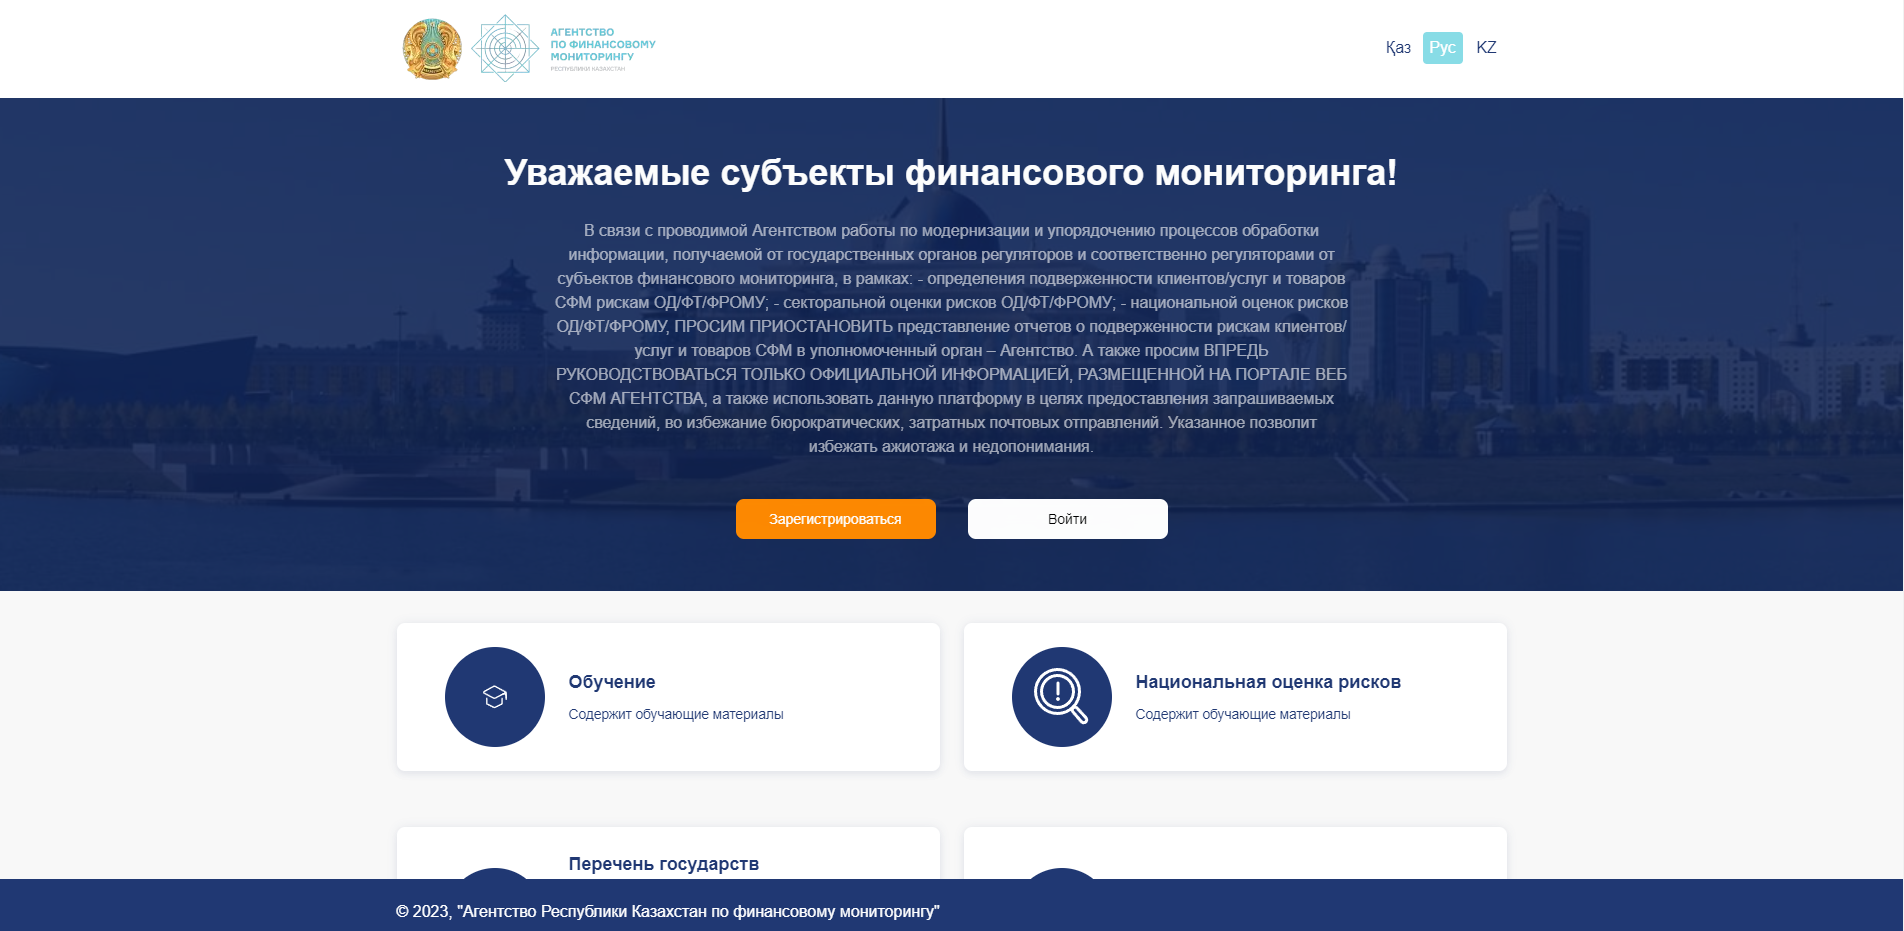 АГЕНТСТВО
ПО ФИНАНСОВОМУ
МОНИТОРИНГУ
РЕСПУБЛИКИ КАЗАХСТАН
Қаз Рус KZ
Уважаемые субъекты финансового мониторинга!
В связи с проводимой Агентством работы по модернизации и упорядочению процессов обработки
информации, получаемой от государственных органов регуляторов и соответственно регуляторами от
субъектов финансового мониторинга, в рамках: - определения подверженности клиентов/услуг и товаров
СФМ рискам ОД/ФТ/ФРОМУ; - секторальной оценки рисков ОД/ФТ/ФРОМУ; - национальной оценок рисков
ОД/ФТ/ФРОМУ, ПРОСИМ ПРИОСТАНОВИТЬ представление отчетов о подверженности рискам клиентов/
услуг и товаров СФМ в уполномоченный орган – Агентство. А также просим ВПРЕДЬ
РУКОВОДСТВОВАТЬСЯ ТОЛЬКО ОФИЦИАЛЬНОЙ ИНФОРМАЦИЕЙ, РАЗМЕЩЕННОЙ НА ПОРТАЛЕ ВЕБ
СФМ АГЕНТСТВА, а также использовать данную платформу в целях предоставления запрашиваемых
сведений, во избежание бюрократических, затратных почтовых отправлений. Указанное позволит
избежать ажиотажа и недопонимания.
Зарегистрироваться
Войти
Обучение
Содержит обучающие материалы
Национальная оценка рисков
Содержит обучающие материалы
Перечень государств
© 2023, "Агентство Республики Казахстан по финансовому мониторингу"